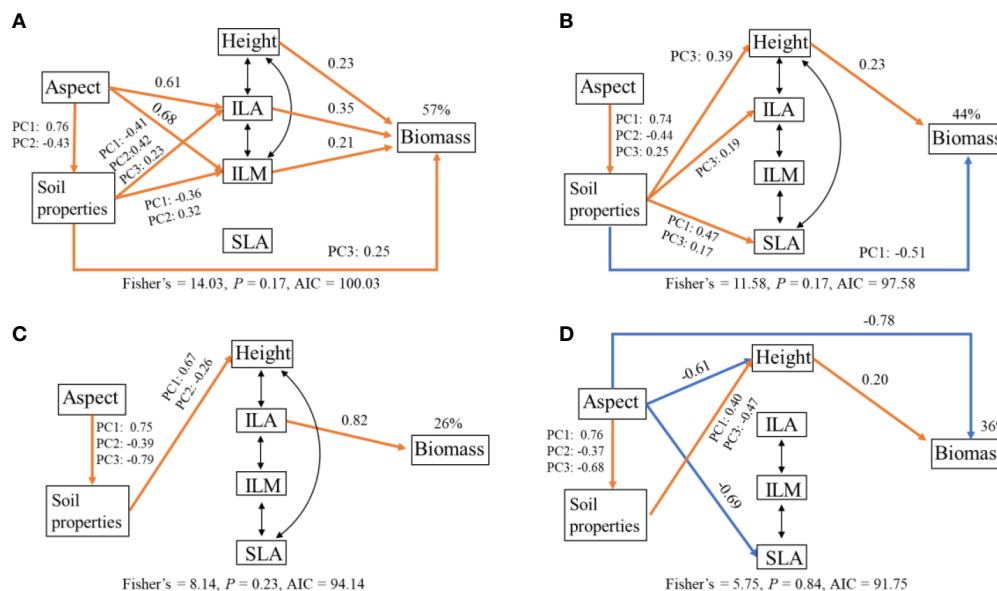 A
Height
0.23
Aspect
0.61
ILA
0.35
57%
Biomass
PC1: 0.76
PC2: -0.43
0.68
PC1: -0.41
PC2:0.42
PC3: 0.23
ILM
0.21
Soil
properties
PC1: -0.36
PC2: 0.32
SLA
PC3: 0.25
Fisher's = 14.03, P = 0.17, AIC = 100.03
B
Height
PC3: 0.39
0.23
Aspect
ILA
44%
Biomass
PC1: 0.74
PC2: -0.44
PC3: 0.25
PC3: 0.19
ILM
Soil
properties
PC1: 0.47
PC3: 0.17
SLA
PC1: -0.51
Fisher's = 11.58, P = 0.17, AIC = 97.58
C
Height
PC1: 0.67
PC2: -0.26
Aspect
ILA
0.82
26%
Biomass
PC1: 0.75
PC2: -0.39
PC3: -0.79
ILM
Soil
properties
SLA
Fisher's = 8.14, P = 0.23, AIC = 94.14
D
-0.78
Height
-0.61
0.20
Aspect
PC1: 0.40
PC3: -0.47
ILA
36%
Biomass
PC1: 0.76
PC2: -0.37
PC3: -0.68
-0.69
ILM
Soil
properties
SLA
Fisher's = 5.75, P = 0.84, AIC = 91.75